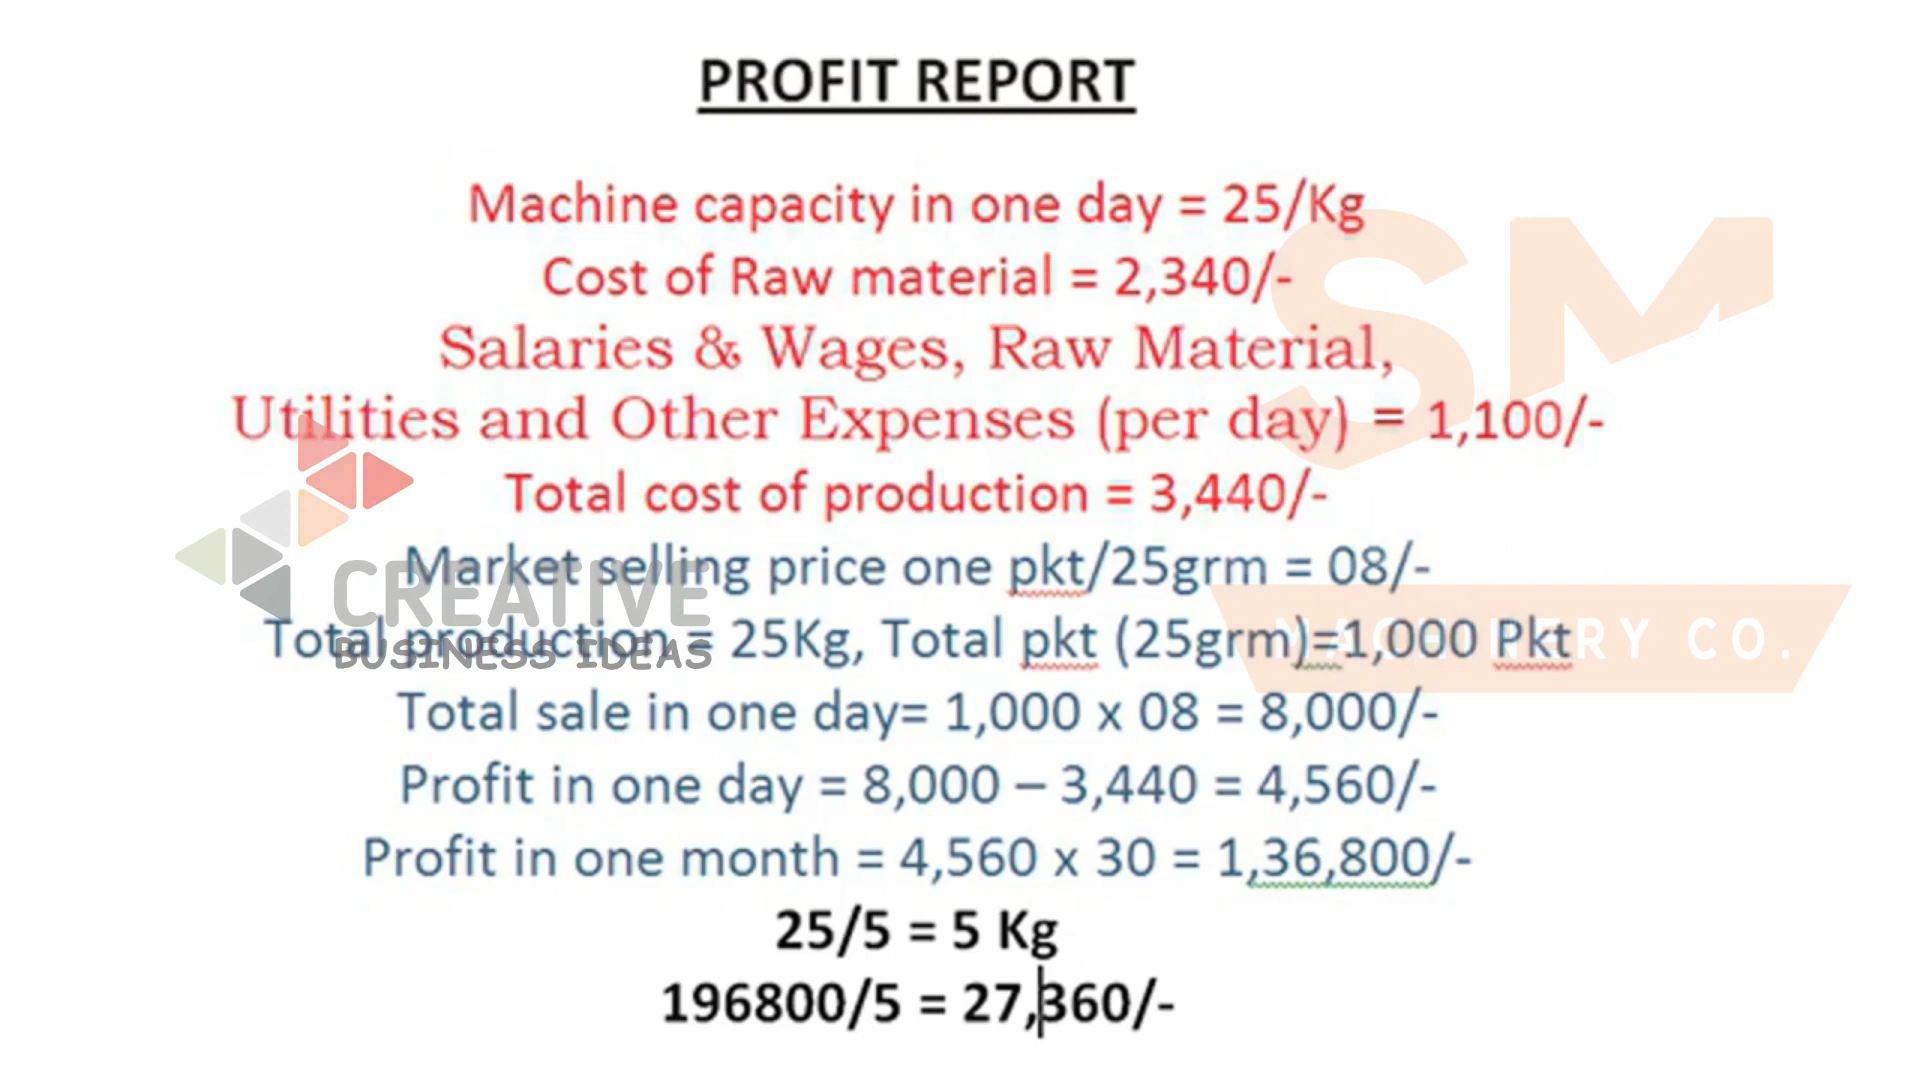 PROFIT REPORT
Machine capacity in one day = 25/Kg
Cost of Raw material = 2,340/-
Salaries & Wages, Raw Material,
Utilities and Other Expenses (per day) = 1,100/-
Total cost of production = 3,440/-
Market selling price one pkt/25grm = 08/-
Total production = 25Kg, Total pkt (25grm)=1,000 Pkt
Total sale in one day= 1,000 x 08 = 8,000/-
Profit in one day = 8,000 – 3,440 = 4,560/-
Profit in one month = 4,560 x 30 = 1,36,800/-
25/5 = 5 Kg
196800/5 = 27,360/-
CREATIVE
BUSINESS IDEAS
SM
MACHINERY CO.